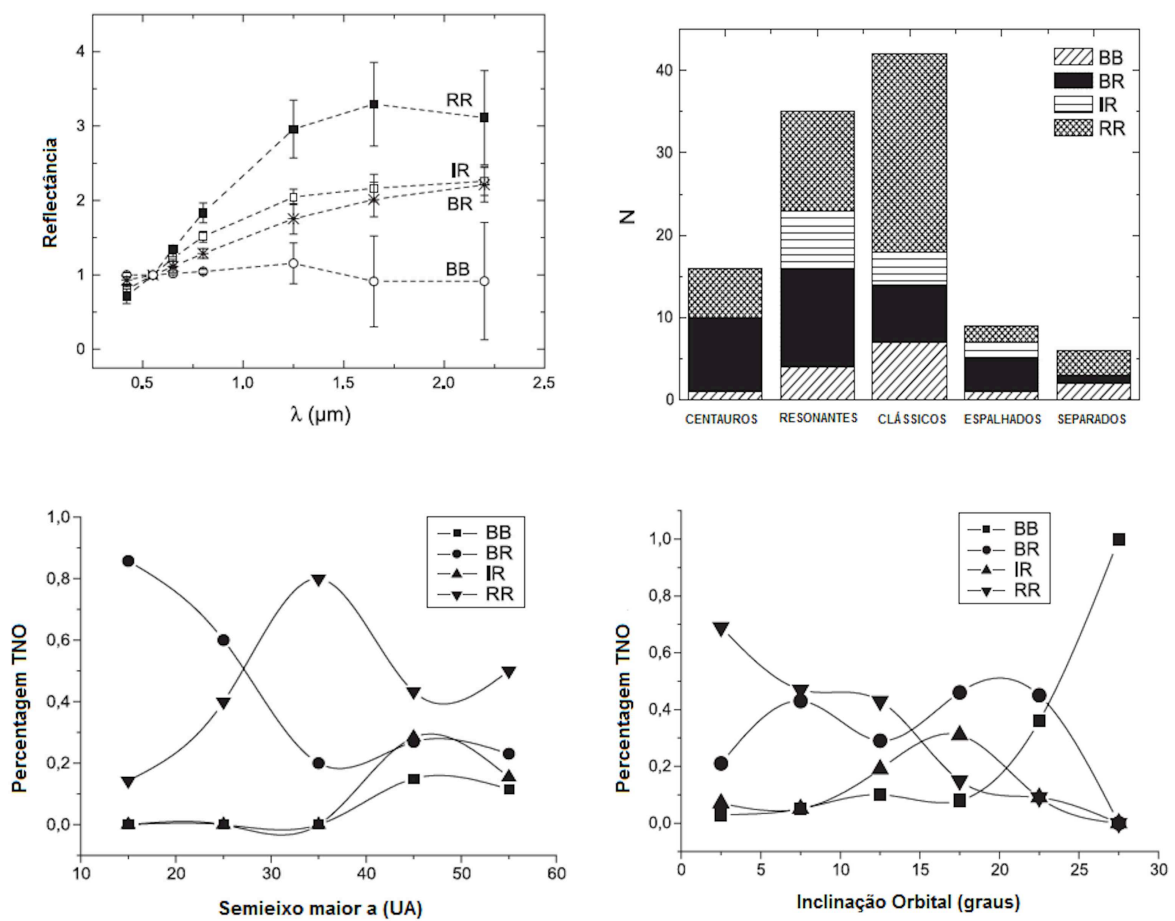 Reflectância
4
3
2
1
0
RR
IR
BR
BB
0,5 1,0 1,5 2,0 2,5
λ (µm)
N
40
30
20
10
0
BB
BR
IR
RR
CENTAUROS RESONANTES CLÁSSICOS ESPALHADOS SEPARADOS
Percentagem TNO
1,0
0,8
0,6
0,4
0,2
0,0
BB
BR
IR
RR
10 20 30 40 50 60
Semieixo maior a (UA)
Percentagem TNO
1,0
0,8
0,6
0,4
0,2
0,0
BB
BR
IR
RR
0 5 10 15 20 25 30
Inclinação Orbital (graus)